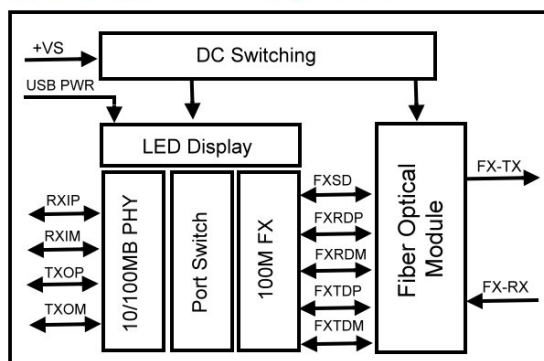 +VS
DC Switching
USB PWR
LED Display
RXIP
RXIM
TXOP
TXOM
10/100MB PHY
Port Switch
100M FX
FXSD
FXRDP
FXRDM
FXTDP
FXTDM
Fiber Optical
Module
FX-TX
FX-RX